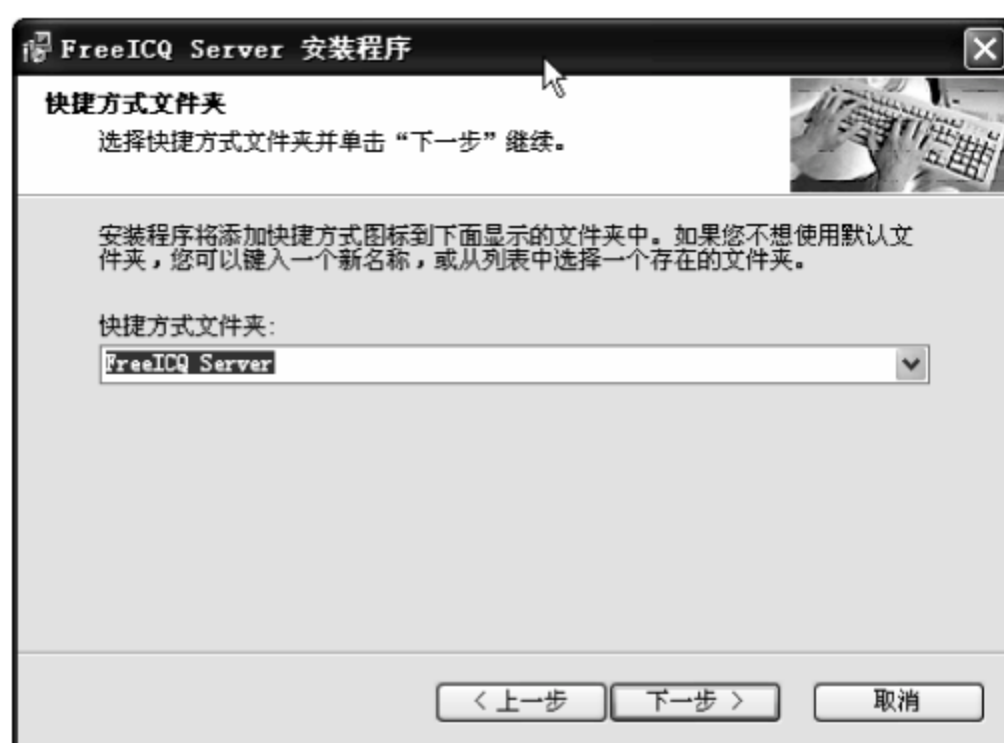 FreeICQ Server 安装程序
快捷方式文件夹
选择快捷方式文件夹并单击“下一步”继续。
安装程序将添加快捷方式图标到下面显示的文件夹中。如果您不想使用默认文
件夹，您可以键入一个新名称，或从列表中选择一个存在的文件夹。
快捷方式文件夹:
FreeICQ Server
< 上一步 下一步 > 取消